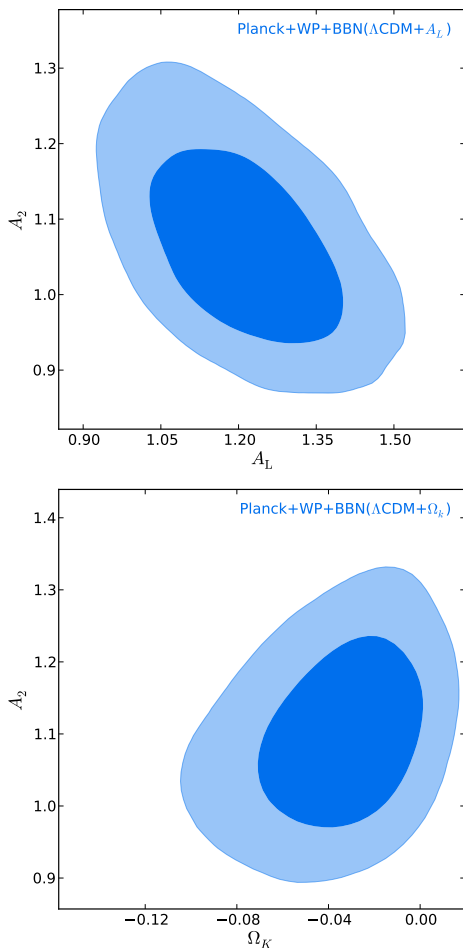 Planck+WP+BBN(ΛCDM+A_L)
1.3
1.2
1.1
1.0
0.9
A_2
0.90 1.05 1.20 1.35 1.50
A_L
Planck+WP+BBN(ΛCDM+Ω_k)
1.4
1.3
1.2
1.1
1.0
0.9
A_2
−0.12 −0.08 −0.04 0.00
Ω_K